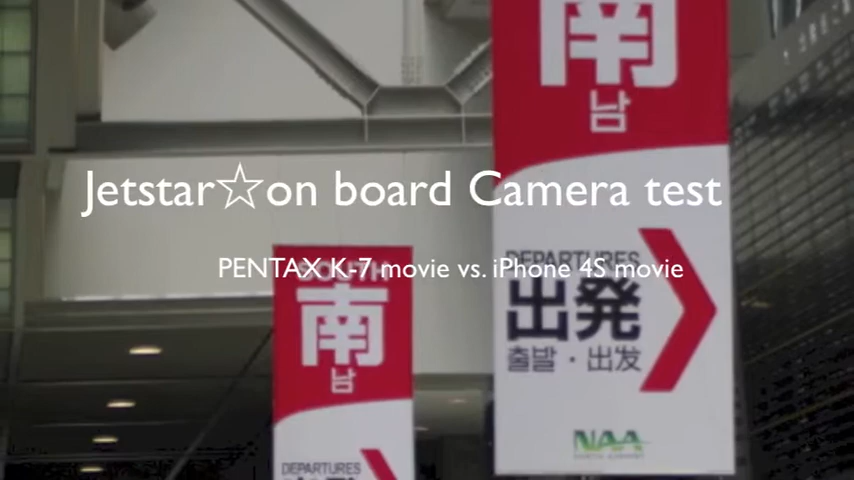 南
남
Jetstar☆on board Camera test
PENTAX K-7 movie vs. iPhone 4S movie
DEPARTURES
出発
출발・出发
NAA
SOUTH
南
남
DEPARTURES